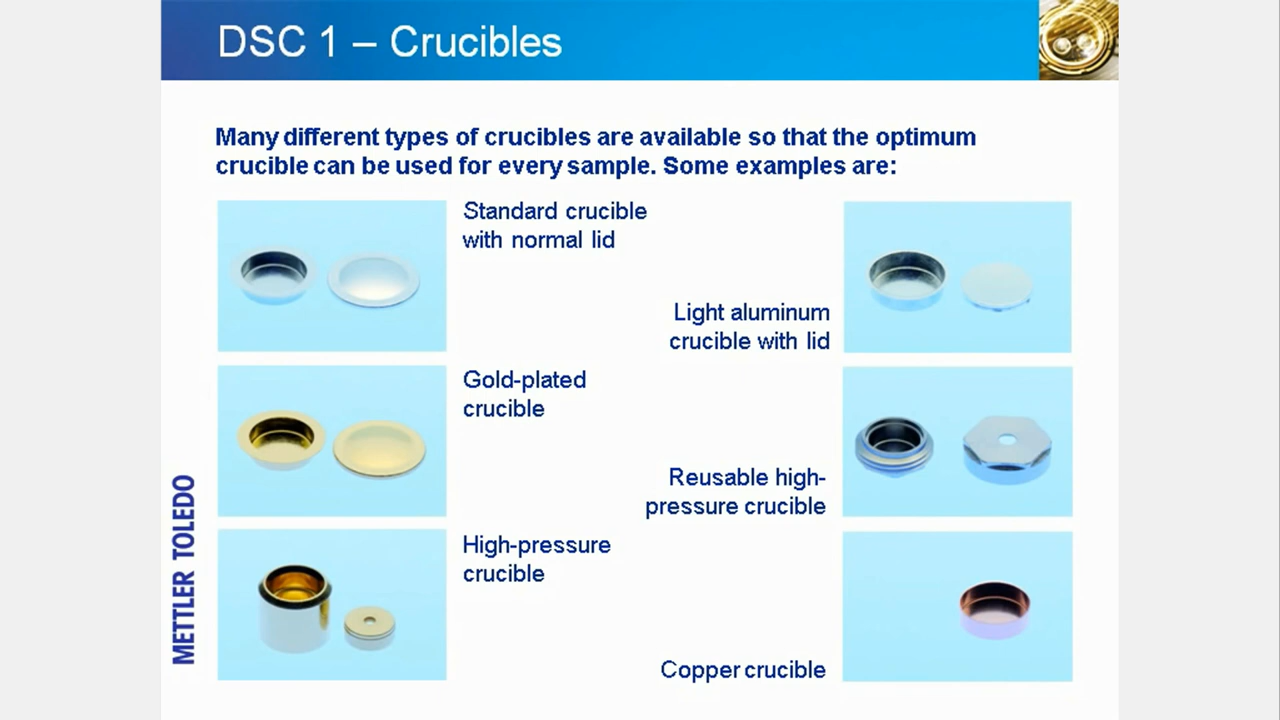 DSC 1 – Crucibles
Many different types of crucibles are available so that the optimum
crucible can be used for every sample. Some examples are:
Standard crucible
with normal lid
Light aluminum
crucible with lid
Gold-plated
crucible
Reusable high-
pressure crucible
High-pressure
crucible
Copper crucible
METTLER TOLEDO